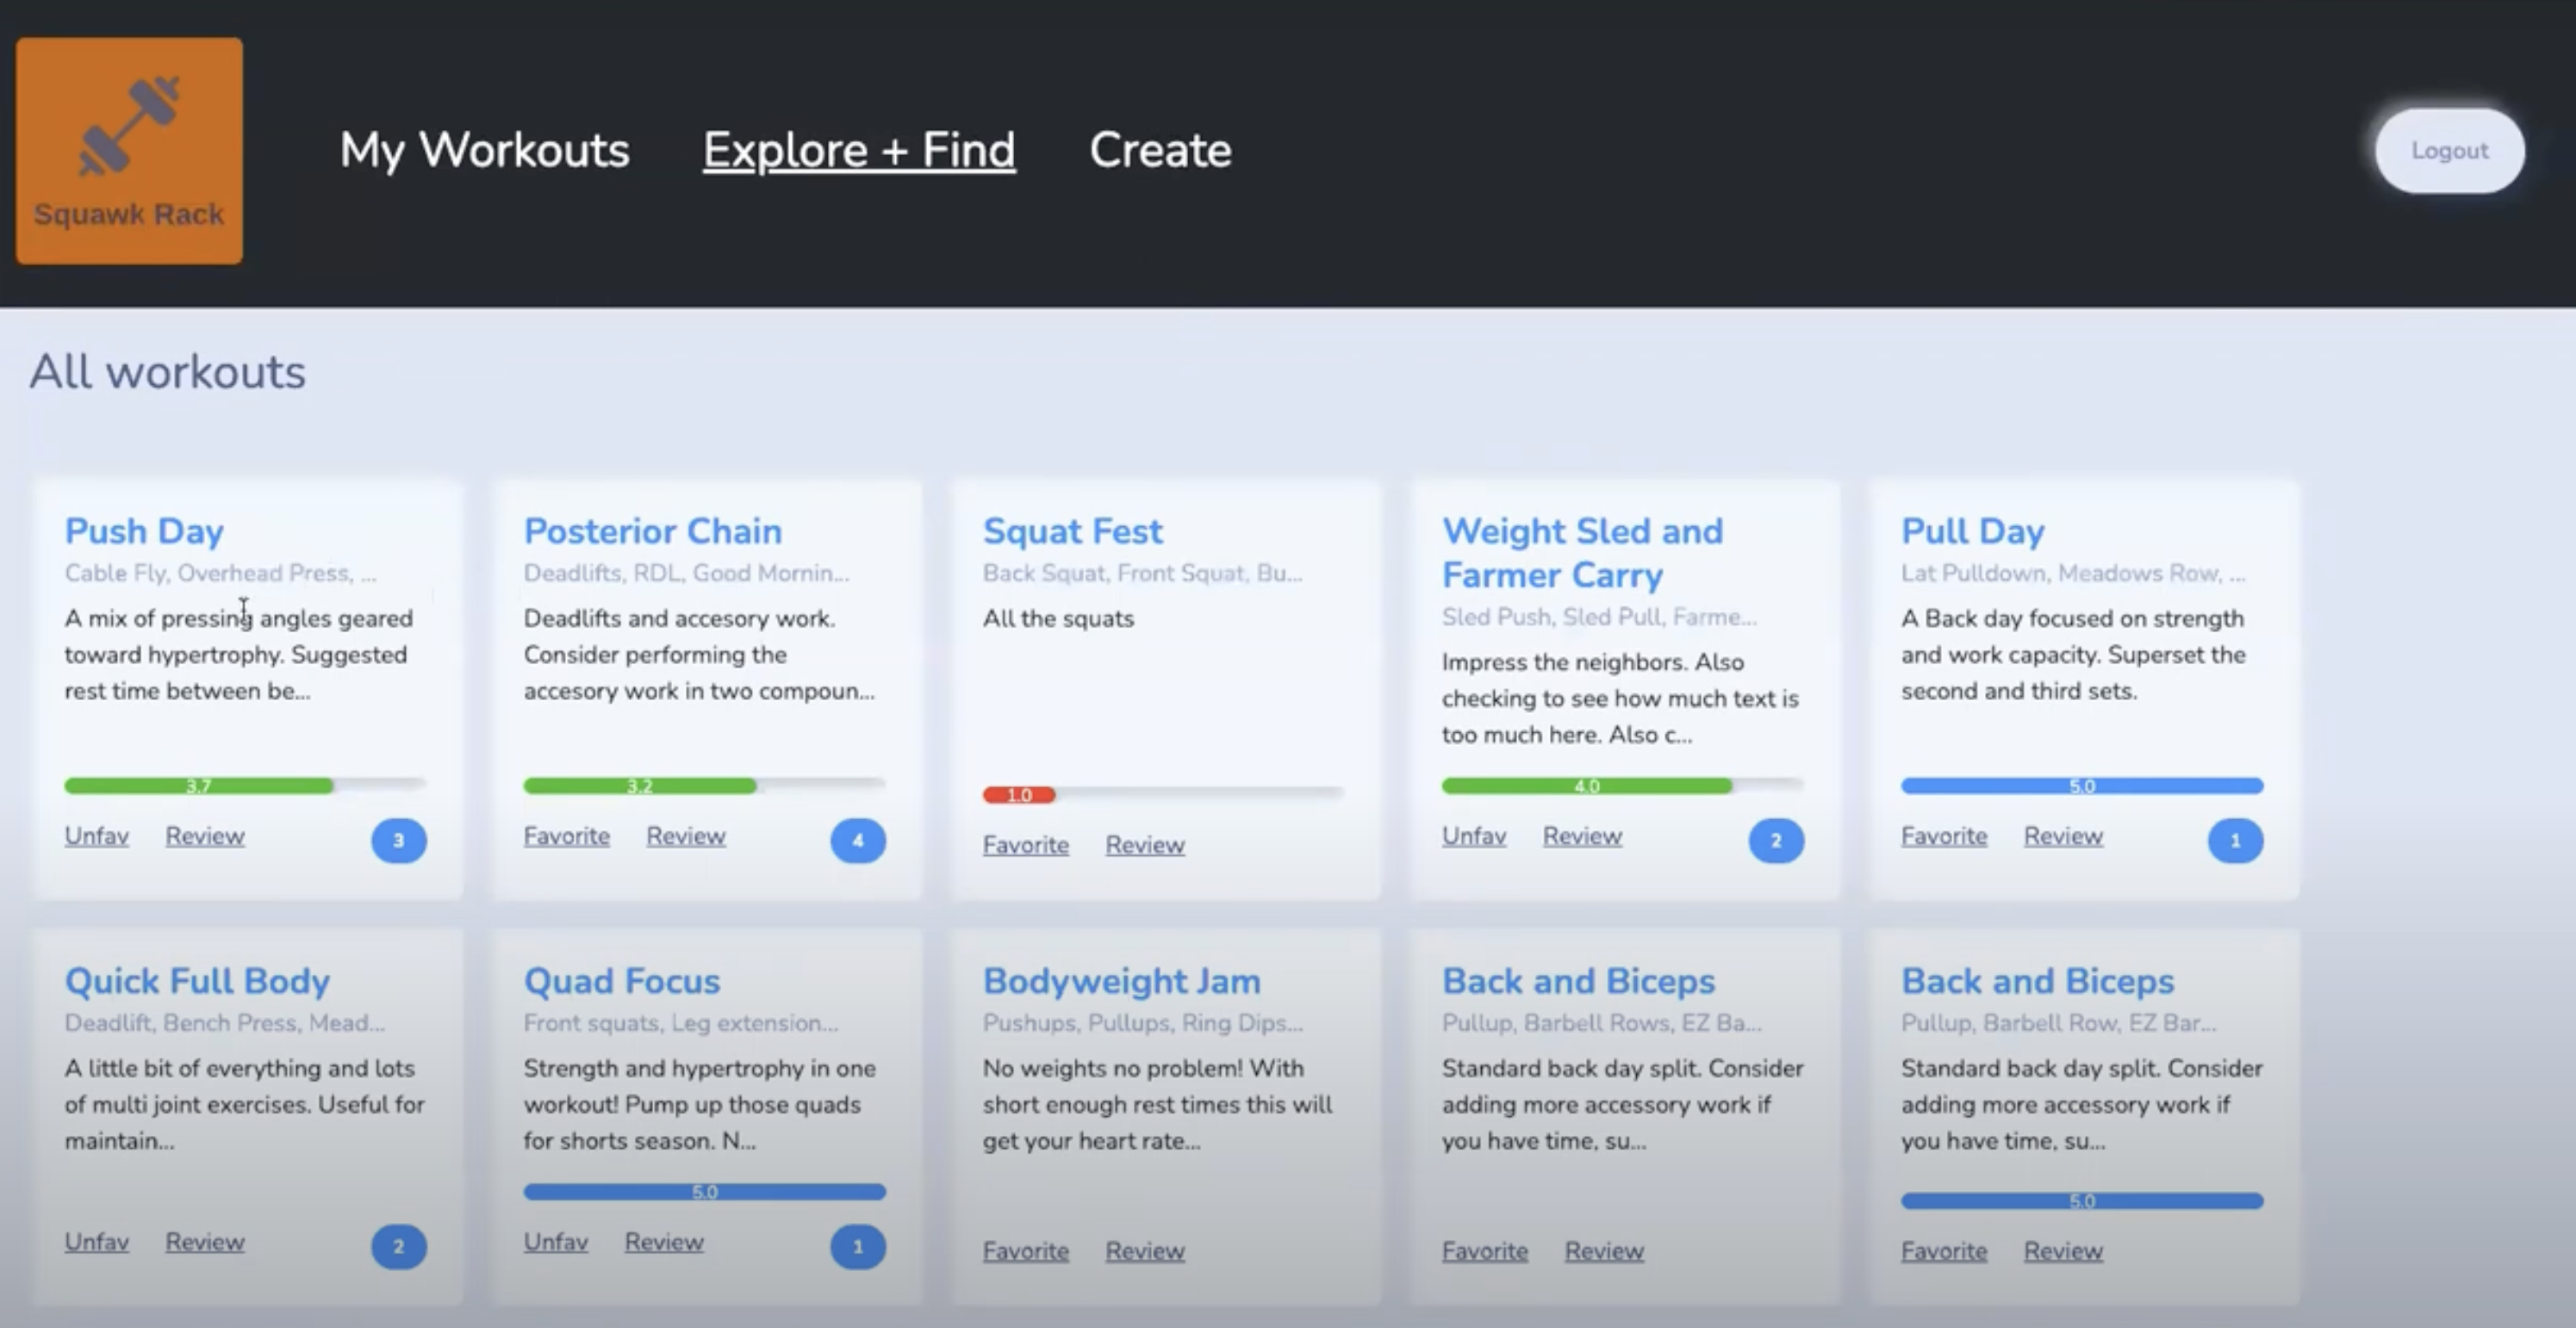 Squawk Rack
My Workouts
Explore + Find
Create
Logout
All workouts
Push Day
Cable Fly, Overhead Press, ...
A mix of pressing angles geared
toward hypertrophy. Suggested
rest time between be...
3.7
Unfav Review 3
Posterior Chain
Deadlifts, RDL, Good Mornin...
Deadlifts and accesory work.
Consider performing the
accesory work in two compoun...
3.2
Favorite Review 4
Squat Fest
Back Squat, Front Squat, Bu...
All the squats
1.0
Favorite Review
Weight Sled and
Farmer Carry
Sled Push, Sled Pull, Farme...
Impress the neighbors. Also
checking to see how much text is
too much here. Also c...
4.0
Unfav Review 2
Pull Day
Lat Pulldown, Meadows Row, ...
A Back day focused on strength
and work capacity. Superset the
second and third sets.
5.0
Favorite Review 1
Quick Full Body
Deadlift, Bench Press, Mead...
A little bit of everything and lots
of multi joint exercises. Useful for
maintain...
Unfav Review 2
Quad Focus
Front squats, Leg extension...
Strength and hypertrophy in one
workout! Pump up those quads
for shorts season. N...
5.0
Unfav Review 1
Bodyweight Jam
Pushups, Pullups, Ring Dips...
No weights no problem! With
short enough rest times this will
get your heart rate...
Favorite Review
Back and Biceps
Pullup, Barbell Rows, EZ Ba...
Standard back day split. Consider
adding more accessory work if
you have time, su...
Favorite Review
Back and Biceps
Pullup, Barbell Row, EZ Bar...
Standard back day split. Consider
adding more accessory work if
you have time, su...
5.0
Favorite Review